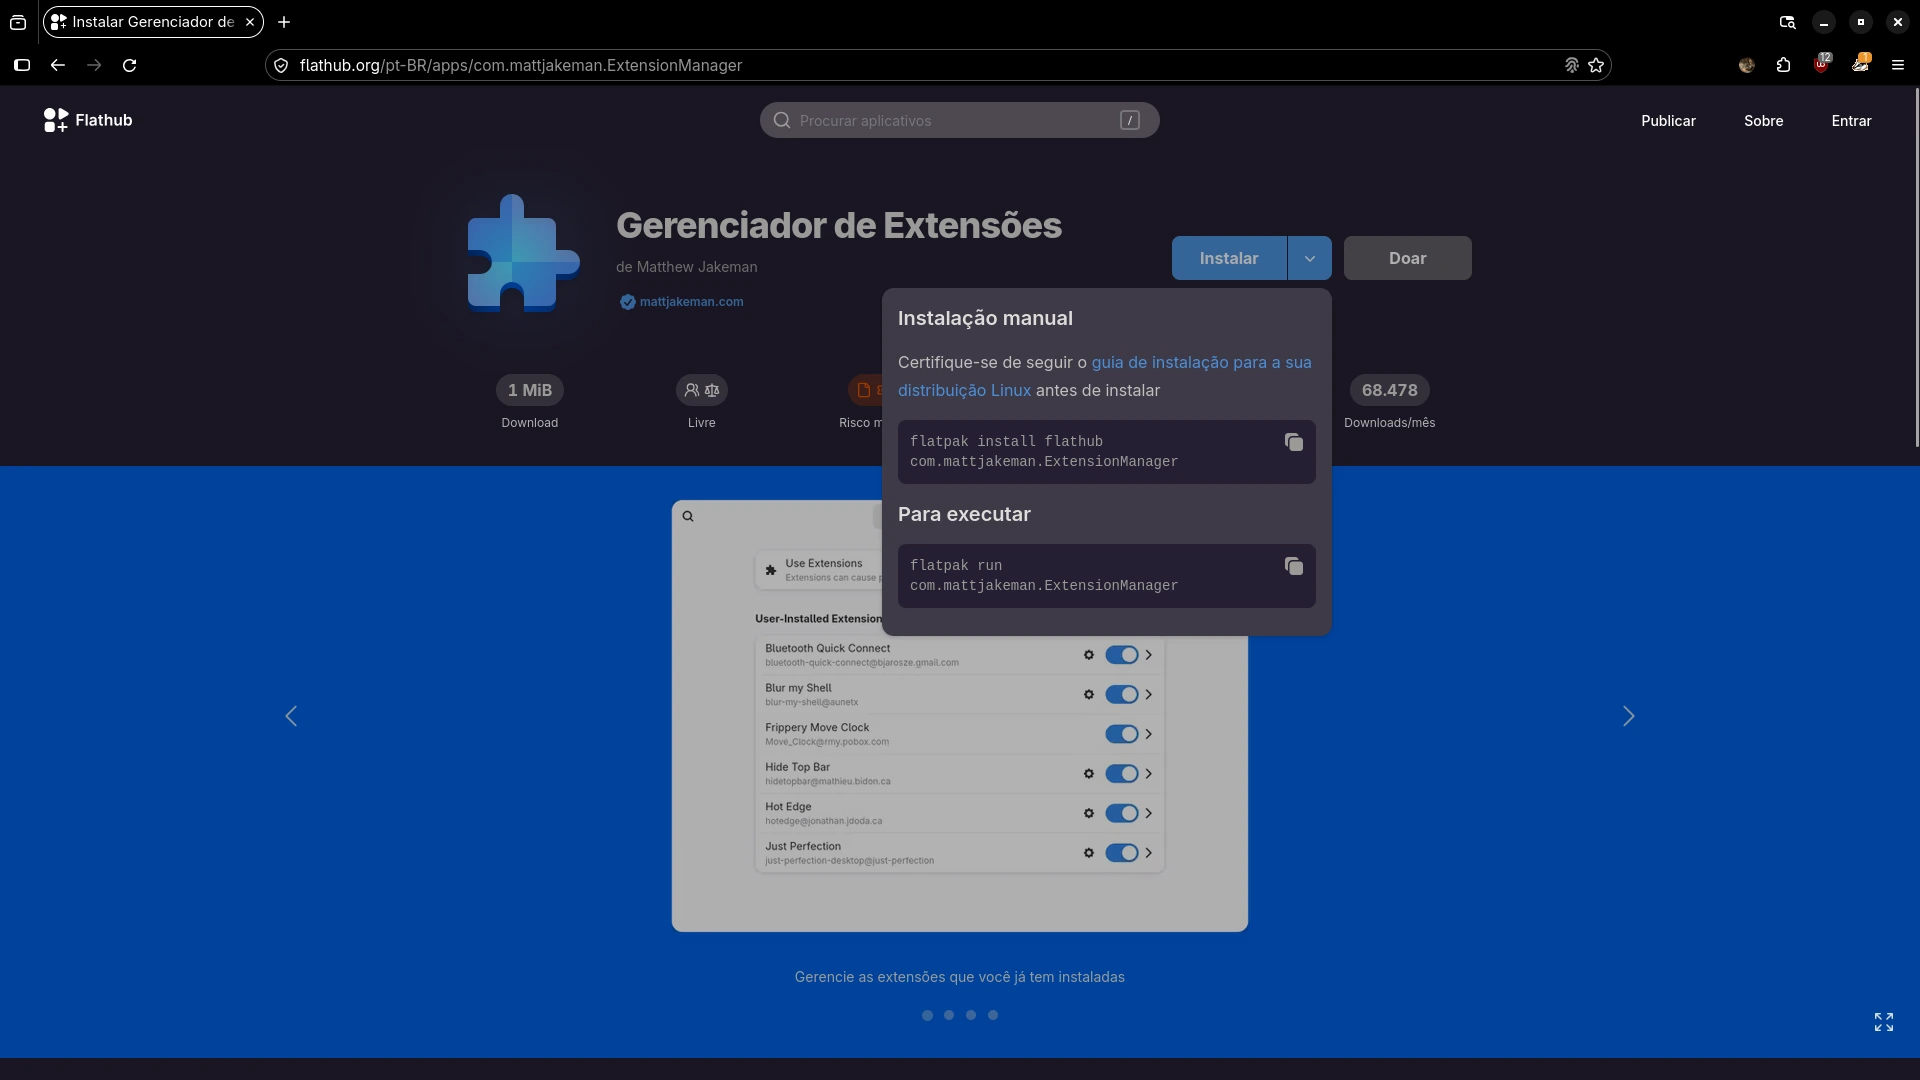 Instalar Gerenciador de
flathub.org/pt-BR/apps/com.mattjakeman.ExtensionManager
12
1
Flathub
Procurar aplicativos
/
Publicar
Sobre
Entrar
Gerenciador de Extensões
de Matthew Jakeman
mattjakeman.com
Instalar
Doar
Instalação manual
Certifique-se de seguir o guia de instalação para a sua
distribuição Linux antes de instalar
flatpak install flathub
com.mattjakeman.ExtensionManager
Para executar
flatpak run
com.mattjakeman.ExtensionManager
1 MiB
Download
Livre
Risco m
68.478
Downloads/mês
Use Extensions
Extensions can cause p
User-Installed Extension
Bluetooth Quick Connect
bluetooth-quick-connect@bjarosze.gmail.com
Blur my Shell
blur-my-shell@aunetx
Frippery Move Clock
Move_Clock@rmy.pobox.com
Hide Top Bar
hidetopbar@mathieu.bidon.ca
Hot Edge
hotedge@jonathan.jdoda.ca
Just Perfection
just-perfection-desktop@just-perfection
Gerencie as extensões que você já tem instaladas